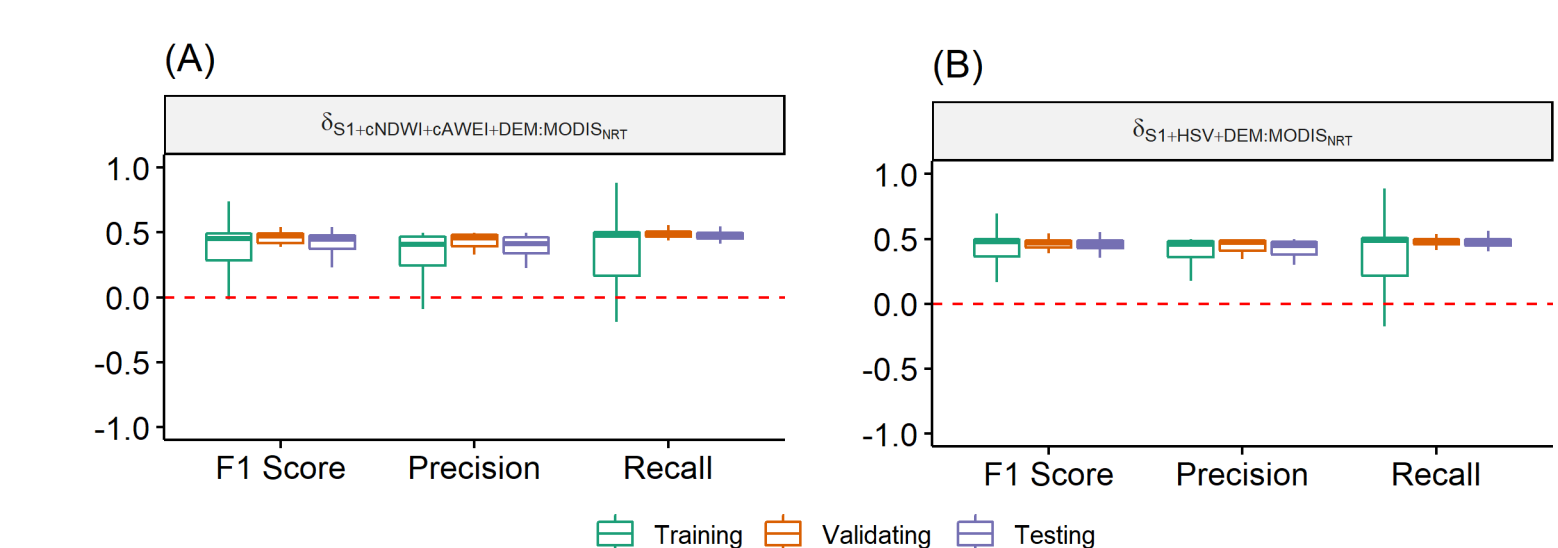 (A)
δS1+cNDWI+cAWEI+DEM:MODISNRT
1.0
0.5
0.0
-0.5
-1.0
F1 Score Precision Recall
(B)
δS1+HSV+DEM:MODISNRT
1.0
0.5
0.0
-0.5
-1.0
F1 Score Precision Recall
Training Validating Testing